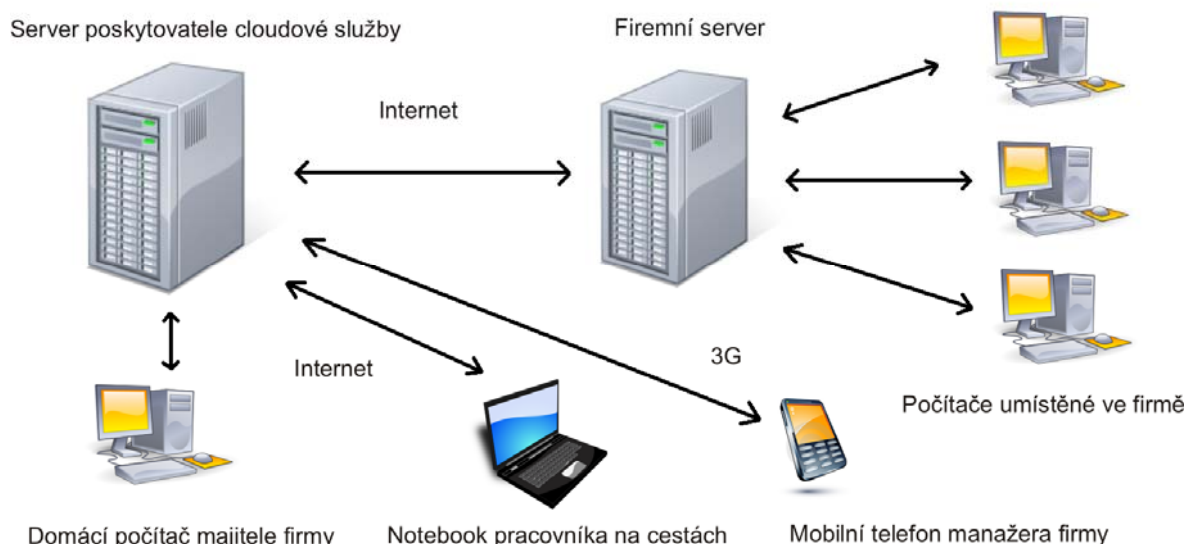 Server poskytovatele cloudové služby
Firemní server
Internet
Internet
3G
Počítače umístěné ve firmě
Domácí počítač majitele firmy
Notebook pracovníka na cestách
Mobilní telefon manažera firmy